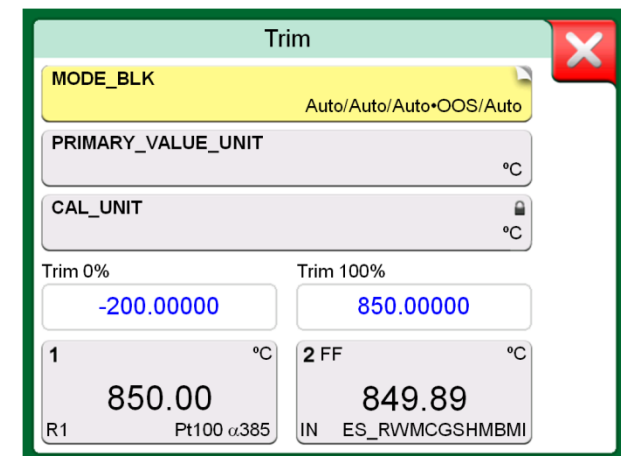 Trim
MODE_BLK
Auto/Auto/Auto•OOS/Auto
PRIMARY_VALUE_UNIT
ºC
CAL_UNIT
ºC
Trim 0% Trim 100%
-200.00000 850.00000
1 ºC 2 FF ºC
850.00 849.89
R1 Pt100 α385 IN ES_RWMCGSHMBMI